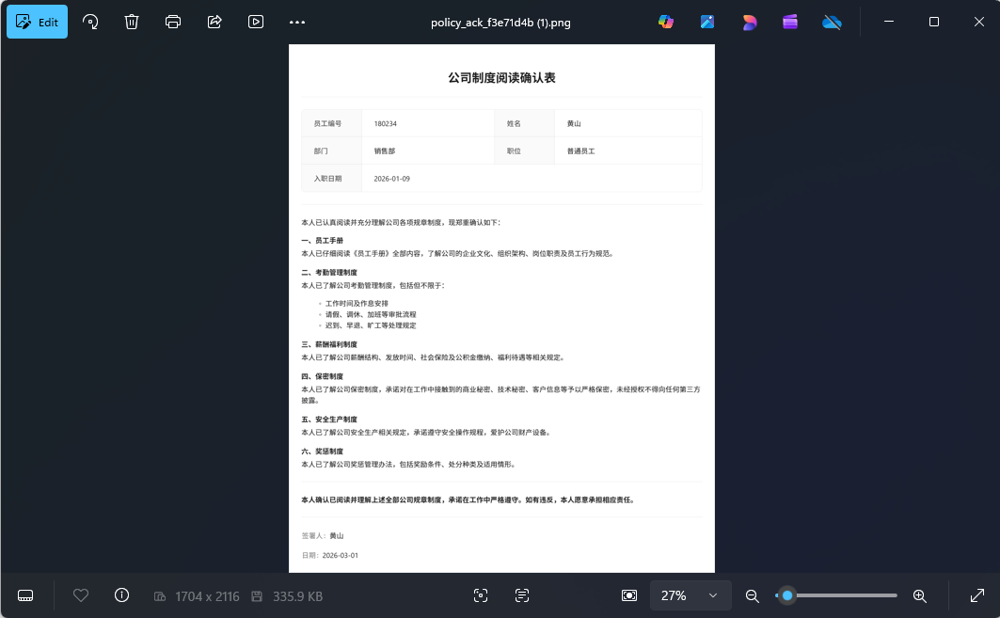 Edit
policy_ack_f3e71d4b (1).png
公司制度阅读确认表
员工编号 180234 姓名 黄山
部门 销售部 职位 普通员工
入职日期 2026-01-09
本人已认真阅读并充分理解公司各项规章制度，现郑重确认如下：
一、员工手册
本人已仔细阅读《员工手册》全部内容，了解公司的企业文化、组织架构、岗位职责及员工行为规范。
二、考勤管理制度
本人已了解公司考勤管理制度，包括但不限于：
工作时间及作息安排
请假、调休、加班等审批流程
迟到、早退、旷工等处理规定
三、薪酬福利制度
本人已了解公司薪酬结构、发放时间、社会保险及公积金缴纳、福利待遇等相关规定。
四、保密制度
本人已了解公司保密制度，承诺对在工作中接触到的商业秘密、技术秘密、客户信息等予以严格保密，未经授权不得向任何第三方
披露。
五、安全生产制度
本人已了解公司安全生产相关规定，承诺遵守安全操作规程，爱护公司财产设备。
六、奖惩制度
本人已了解公司奖惩管理办法，包括奖励条件、处分种类及适用情形。
本人确认已阅读并理解上述全部公司规章制度，承诺在工作中严格遵守。如有违反，本人愿意承担相应责任。
签署人：黄山
日期：2026-03-01
1704 x 2116 335.9 KB 27%